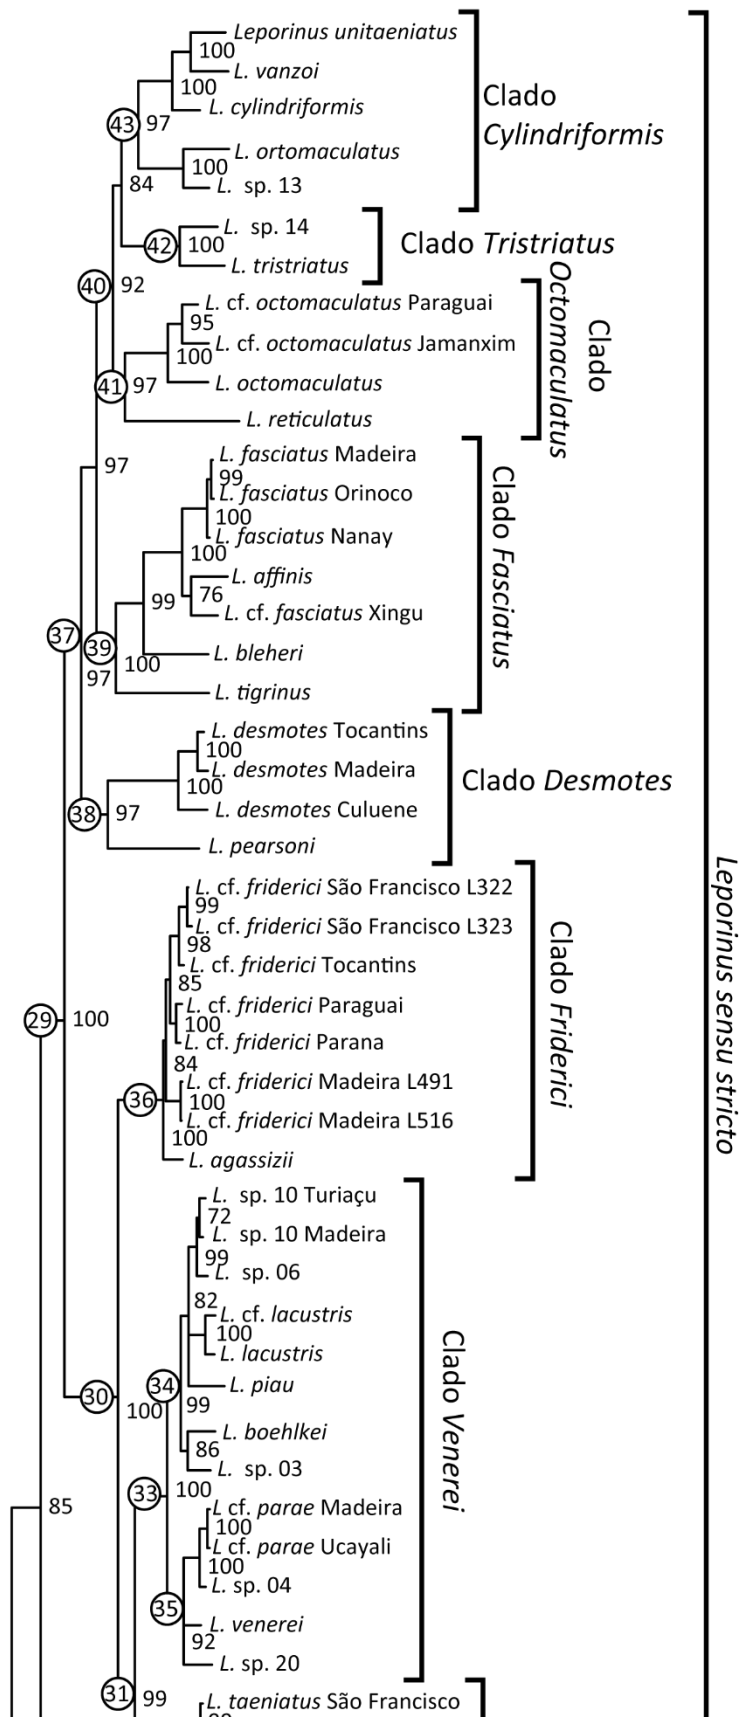 Leporinus unitaeniatus
100
L. vanzoi
100
L. cylindriformis
43
97
L. ortomaculatus
100
L. sp. 13
Clado
Cylindriformis
84
L. sp. 14
42
100
L. tristriatus
Clado Tristriatus
40
92
L. cf. octomaculatus Paraguai
95
L. cf. octomaculatus Jamanxim
100
41
97
L. octomaculatus
L. reticulatus
Clado
Octomaculatus
97
L. fasciatus Madeira
99
L. fasciatus Orinoco
100
L. fasciatus Nanay
100
L. affinis
76
99
L. cf. fasciatus Xingu
37
39
100
L. bleheri
97
L. tigrinus
Clado Fasciatus
L. desmotes Tocantins
100
L. desmotes Madeira
100
38
97
L. desmotes Culuene
L. pearsoni
Clado Desmotes
L. cf. friderici São Francisco L322
99
L. cf. friderici São Francisco L323
98
L. cf. friderici Tocantins
85
L. cf. friderici Paraguai
29
100
100
L. cf. friderici Parana
84
L. cf. friderici Madeira L491
36
100
L. cf. friderici Madeira L516
100
L. agassizii
Clado Friderici
Leporinus sensu stricto
L. sp. 10 Turiaçu
72
L. sp. 10 Madeira
99
L. sp. 06
82
L. cf. lacustris
100
L. lacustris
34
L. piau
30
100
99
L. boehlkei
86
L. sp. 03
33
100
85
L cf. parae Madeira
100
L cf. parae Ucayali
100
L. sp. 04
35
L. venerei
92
L. sp. 20
Clado Venerei
31
99
L. taeniatus São Francisco